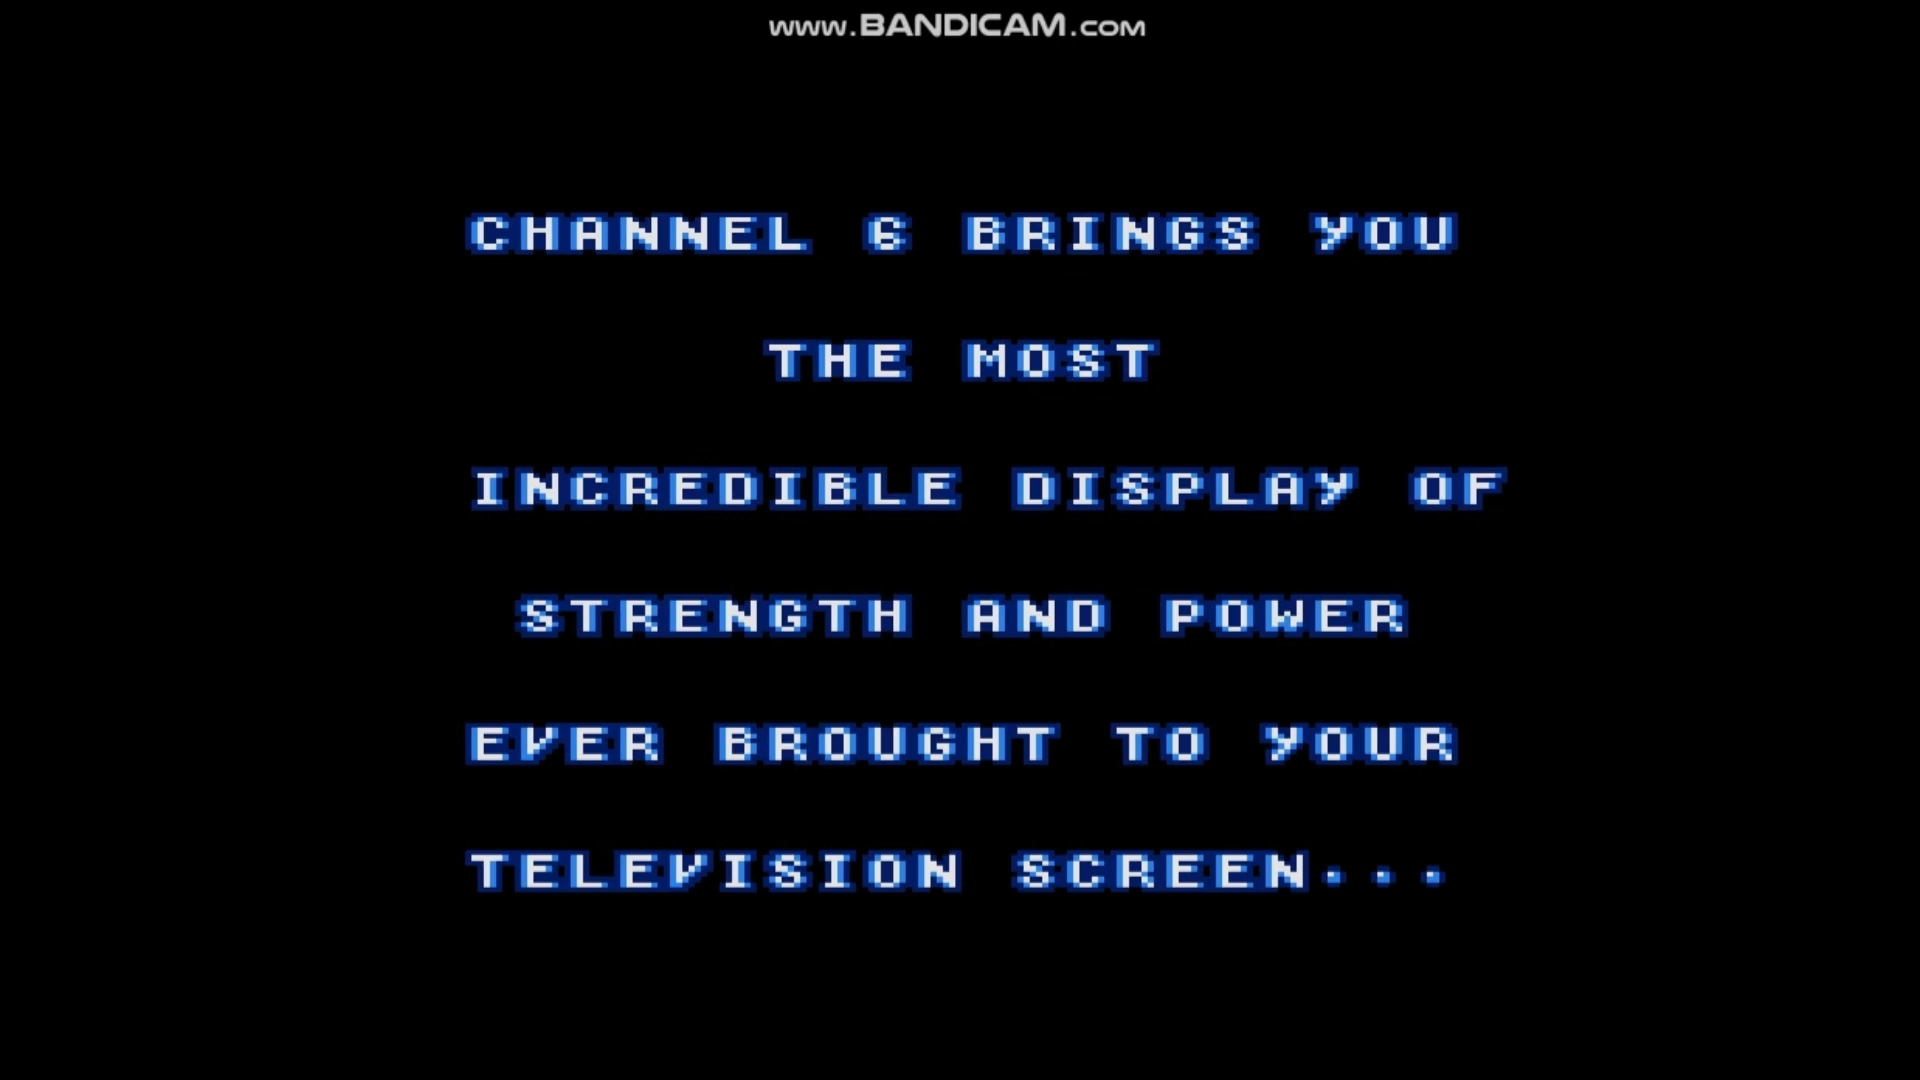 www.BANDICAM.com
CHANNEL 6 BRINGS YOU
THE MOST
INCREDIBLE DISPLAY OF
STRENGTH AND POWER
EVER BROUGHT TO YOUR
TELEVISION SCREEN...